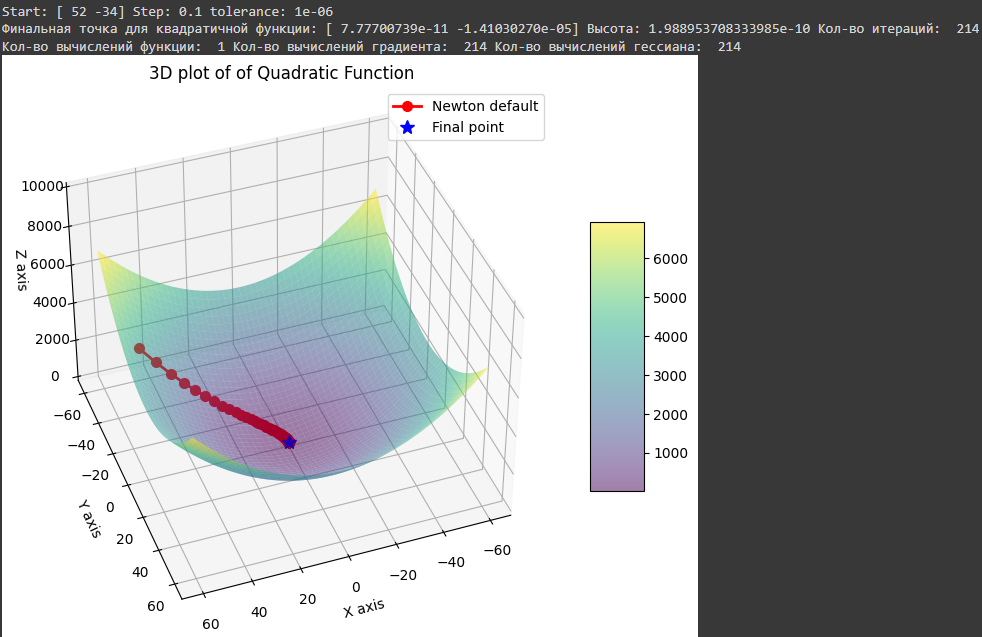 Start: [ 52 -34] Step: 0.1 tolerance: 1e-06
Финальная точка для квадратичной функции: [ 7.77700739e-11 -1.41030270e-05] Высота: 1.988953708333985e-10 Кол-во итераций:  214
Кол-во вычислений функции:  1 Кол-во вычислений градиента:  214 Кол-во вычислений гессиана:  214
3D plot of of Quadratic Function
Newton default
Final point
10000
8000
6000
4000
2000
0
Z axis
−60
−40
−20
0
20
40
60
Y axis
60
40
20
0
−20
−40
−60
X axis
6000
5000
4000
3000
2000
1000